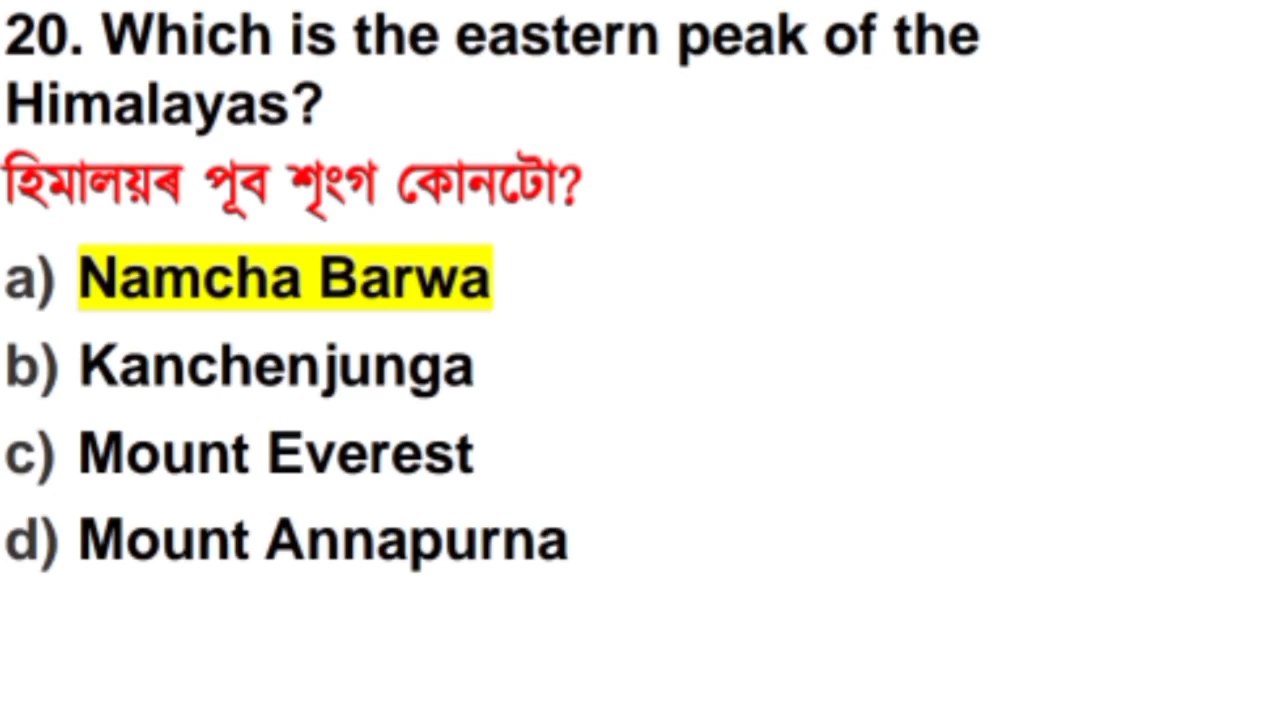 20. Which is the eastern peak of the
Himalayas?
হিমালয়ৰ পূব শৃংগ কোনটো?
a) Namcha Barwa
b) Kanchenjunga
c) Mount Everest
d) Mount Annapurna